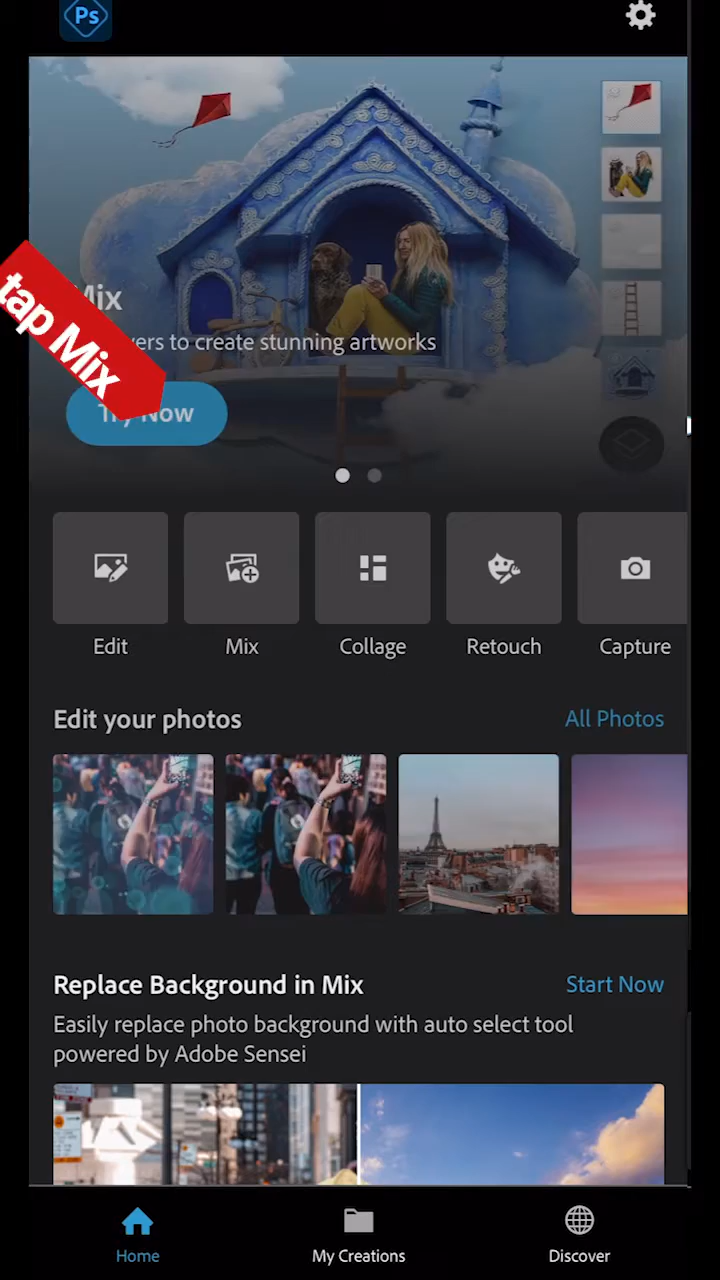 Ps
Mix
tap Mix
to create stunning artworks
Try Now
Edit
Mix
Collage
Retouch
Capture
Edit your photos
All Photos
Replace Background in Mix
Start Now
Easily replace photo background with auto select tool
powered by Adobe Sensei
Home
My Creations
Discover